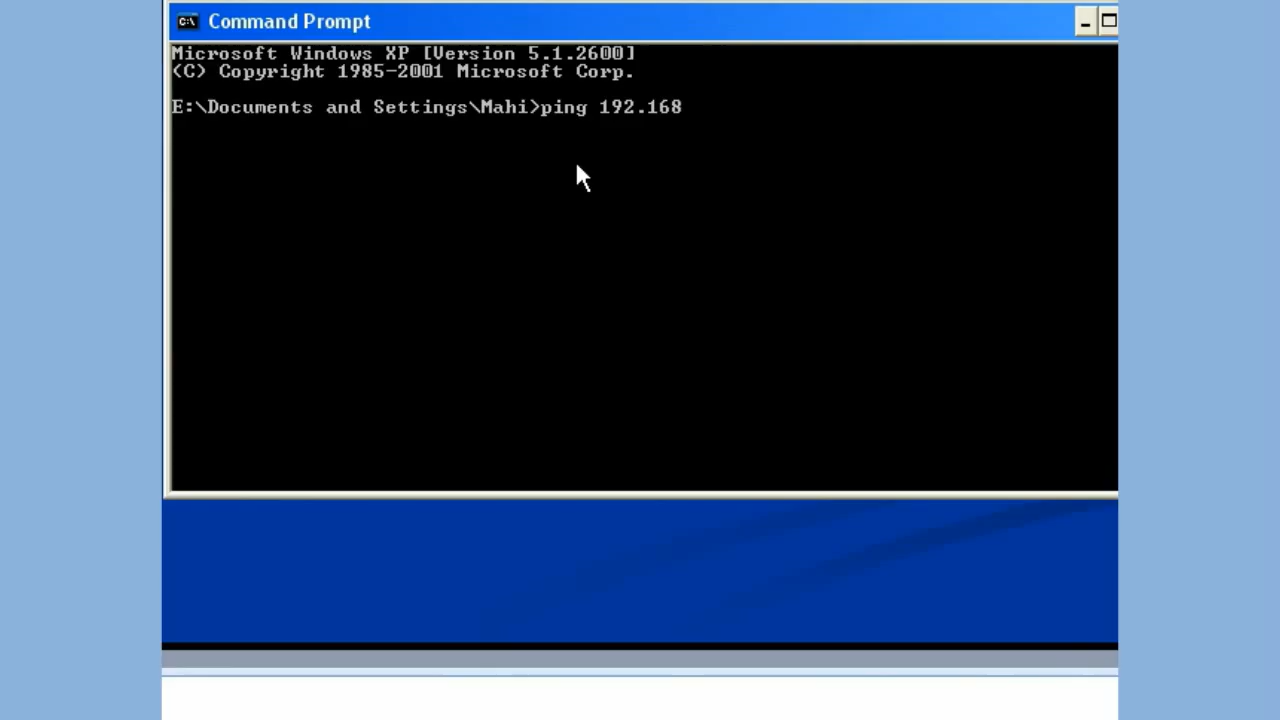 Command Prompt
Microsoft Windows XP [Version 5.1.2600]
(C) Copyright 1985-2001 Microsoft Corp.
E:\Documents and Settings\Mahi>ping 192.168